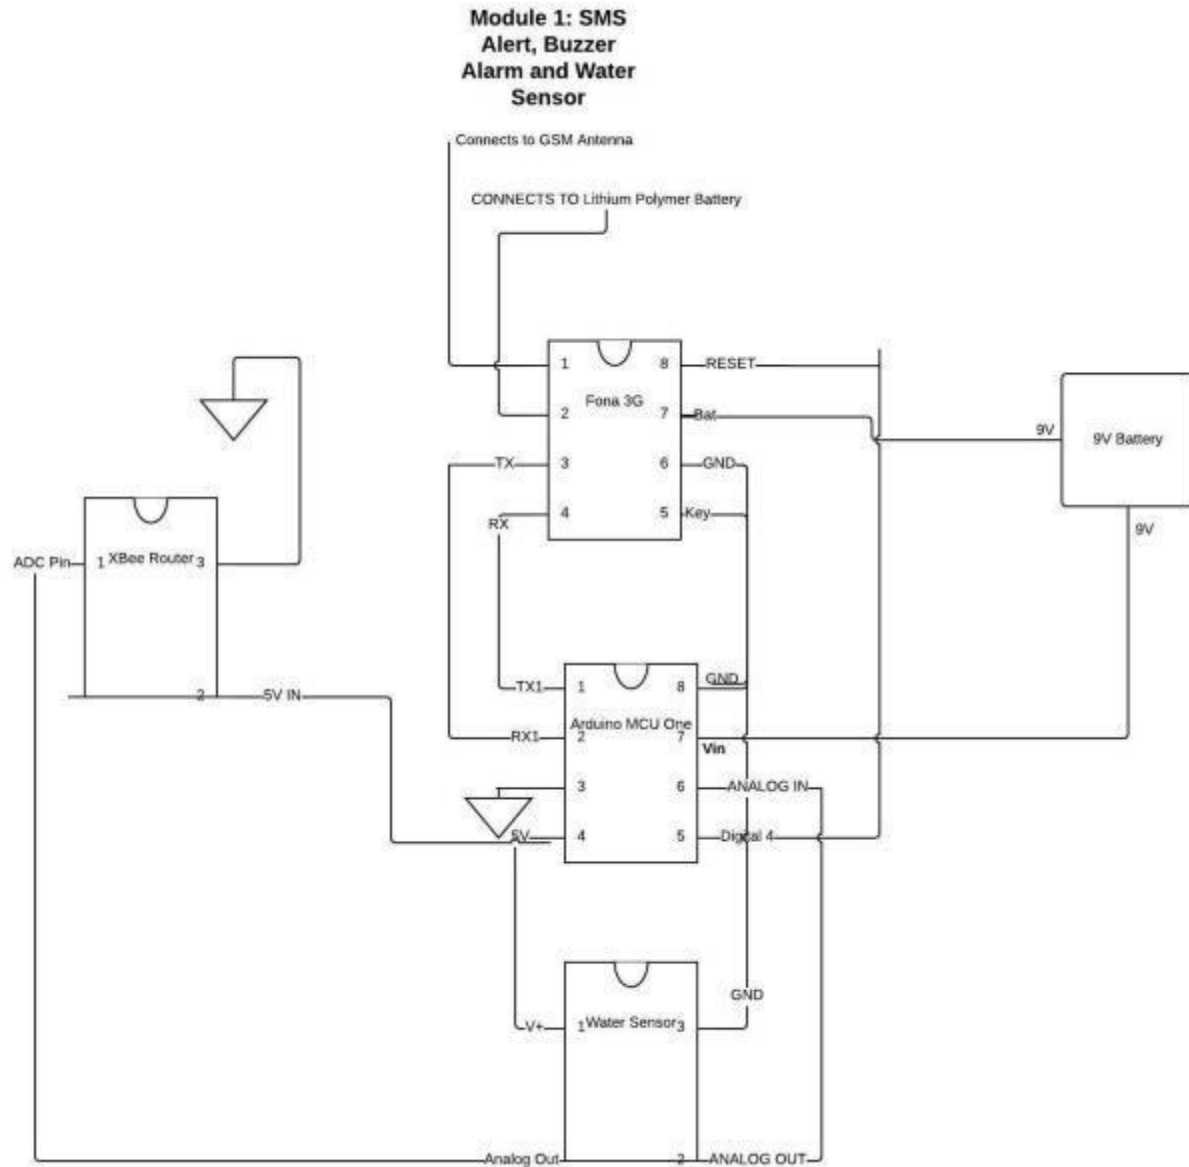 Module 1: SMS
Alert, Buzzer
Alarm and Water
Sensor
Connects to GSM Antenna
CONNECTS TO Lithium Polymer Battery
1 8 RESET
Fona 3G
2 7 Bat
9V
9V Battery
TX 3 6 GND
RX 4 5 Key
9V
ADC Pin 1 XBee Router 3
2 5V IN
TX1 1 8 GND
Arduino MCU One
RX1 2 7 Vin
3 6 ANALOG IN
5V 4 5 Digital 4
GND
V+ 1 Water Sensor 3
Analog Out 2 ANALOG OUT